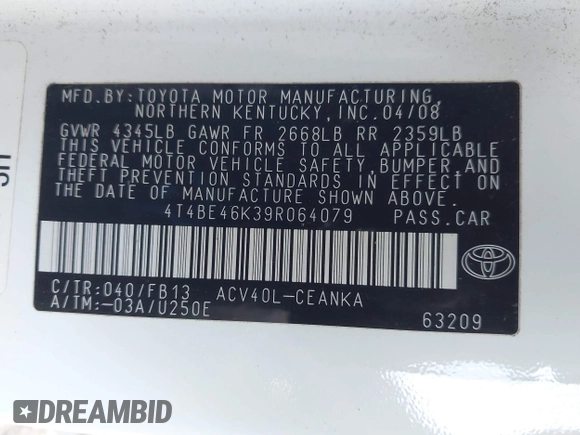 MFD.BY:TOYOTA MOTOR MANUFACTURING,
NORTHERN KENTUCKY,INC.04/08
GVWR 4345LB GAWR FR 2668LB RR 2359LB
THIS VEHICLE CONFORMS TO ALL APPLICABLE
FEDERAL MOTOR VEHICLE SAFETY,BUMPER,AND
THEFT PREVENTION STANDARDS IN EFFECT ON
THE DATE OF MANUFACTURE SHOWN ABOVE.
4T4BE46K39R064079 PASS.CAR
C/TR:040/FB13 ACV40L-CEANKA
A/TM:-03A/U250E
63209
DREAMBID